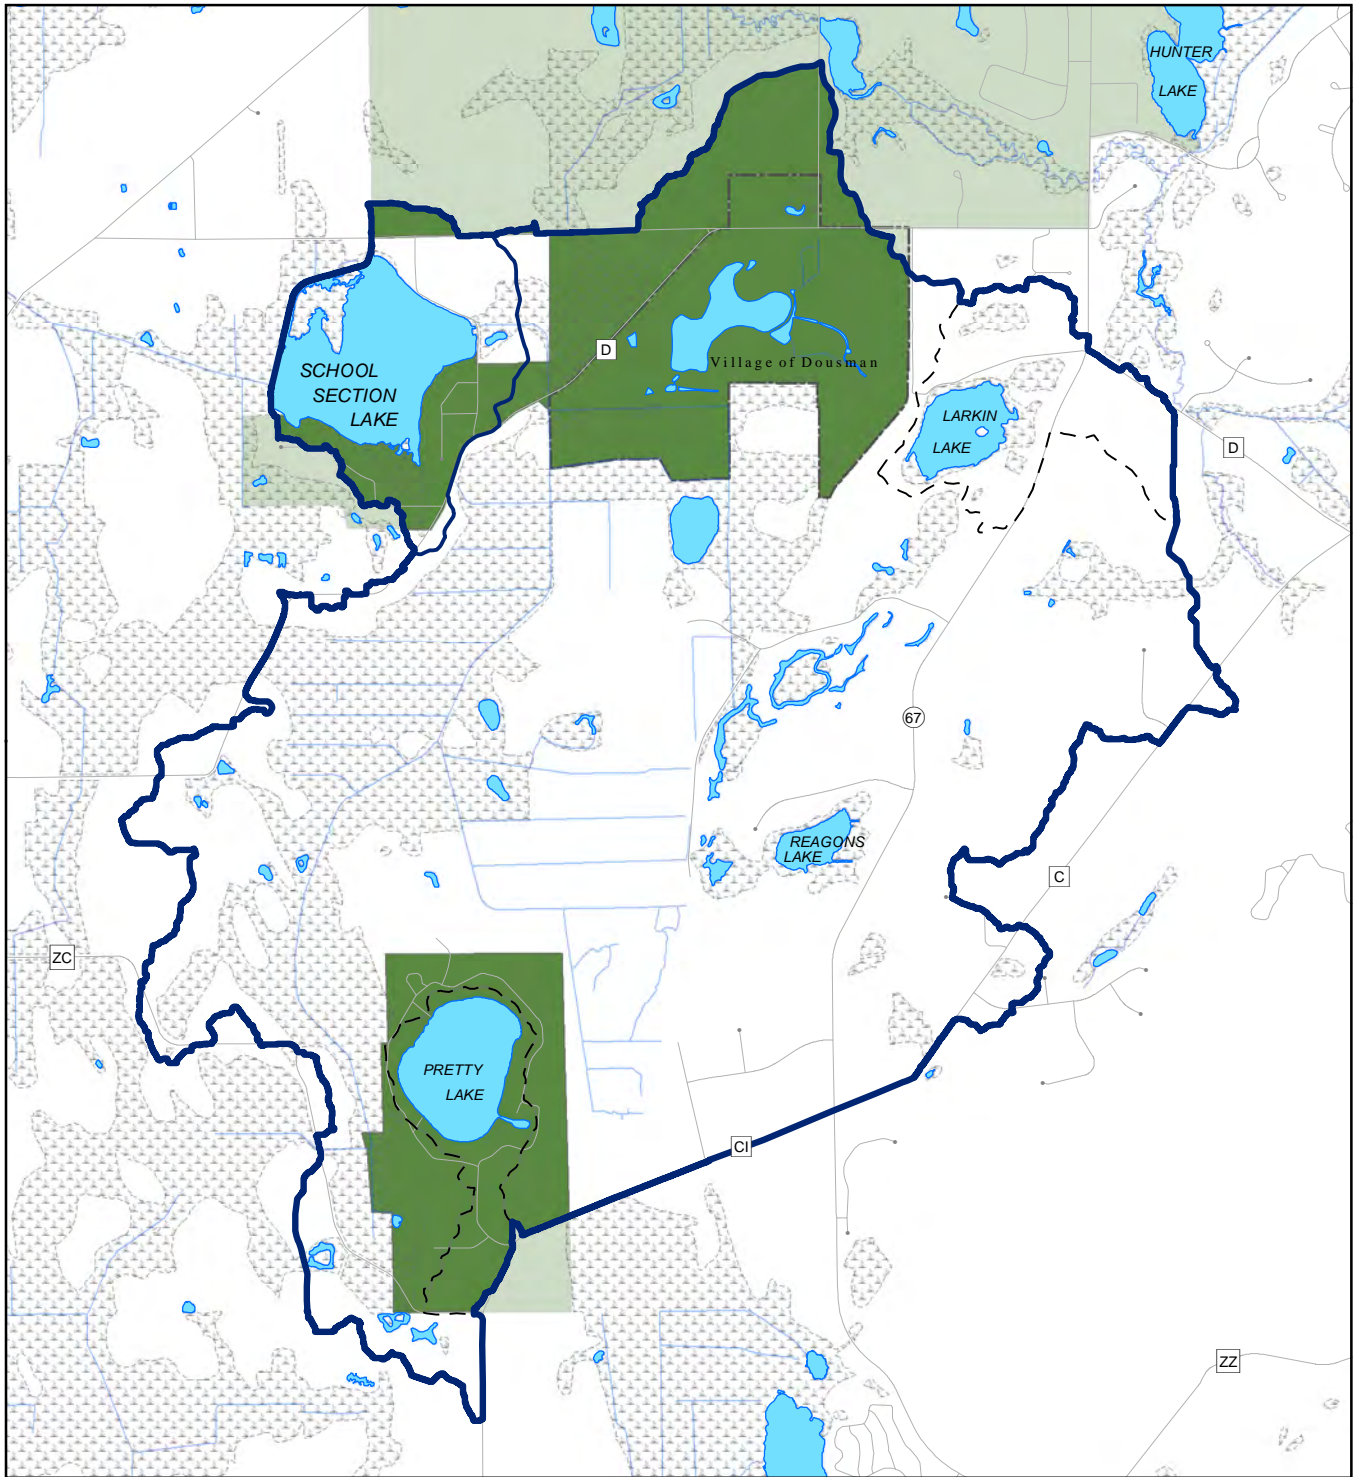 HUNTER
LAKE
SCHOOL
SECTION
LAKE
D
Village of Dousman
LARKIN
LAKE
D
67
REAGONS
LAKE
C
ZC
PRETTY
LAKE
CI
ZZ